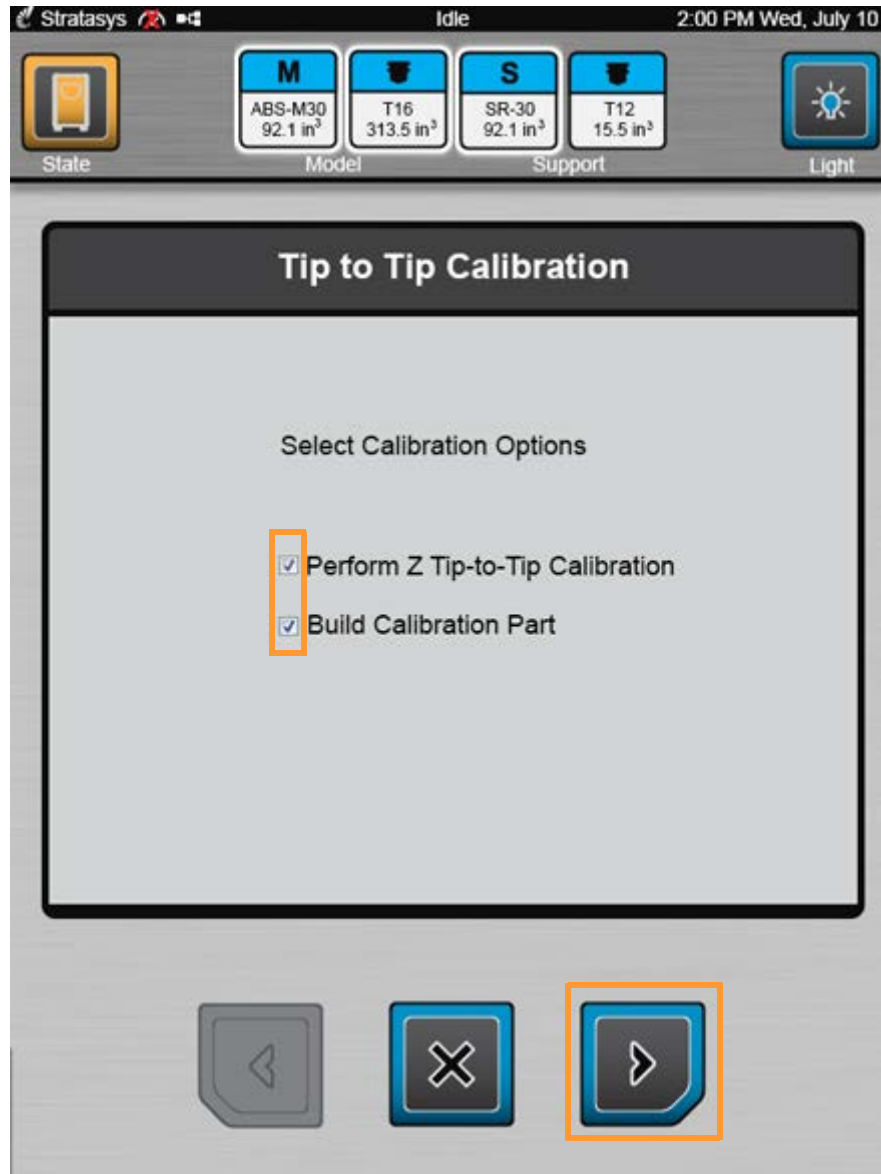 Stratasys Idle 2:00 PM Wed, July 10
M S
ABS-M30 T16 SR-30 T12
92.1 in³ 313.5 in³ 92.1 in³ 15.5 in³
State Model Support Light
Tip to Tip Calibration
Select Calibration Options
Perform Z Tip-to-Tip Calibration
Build Calibration Part